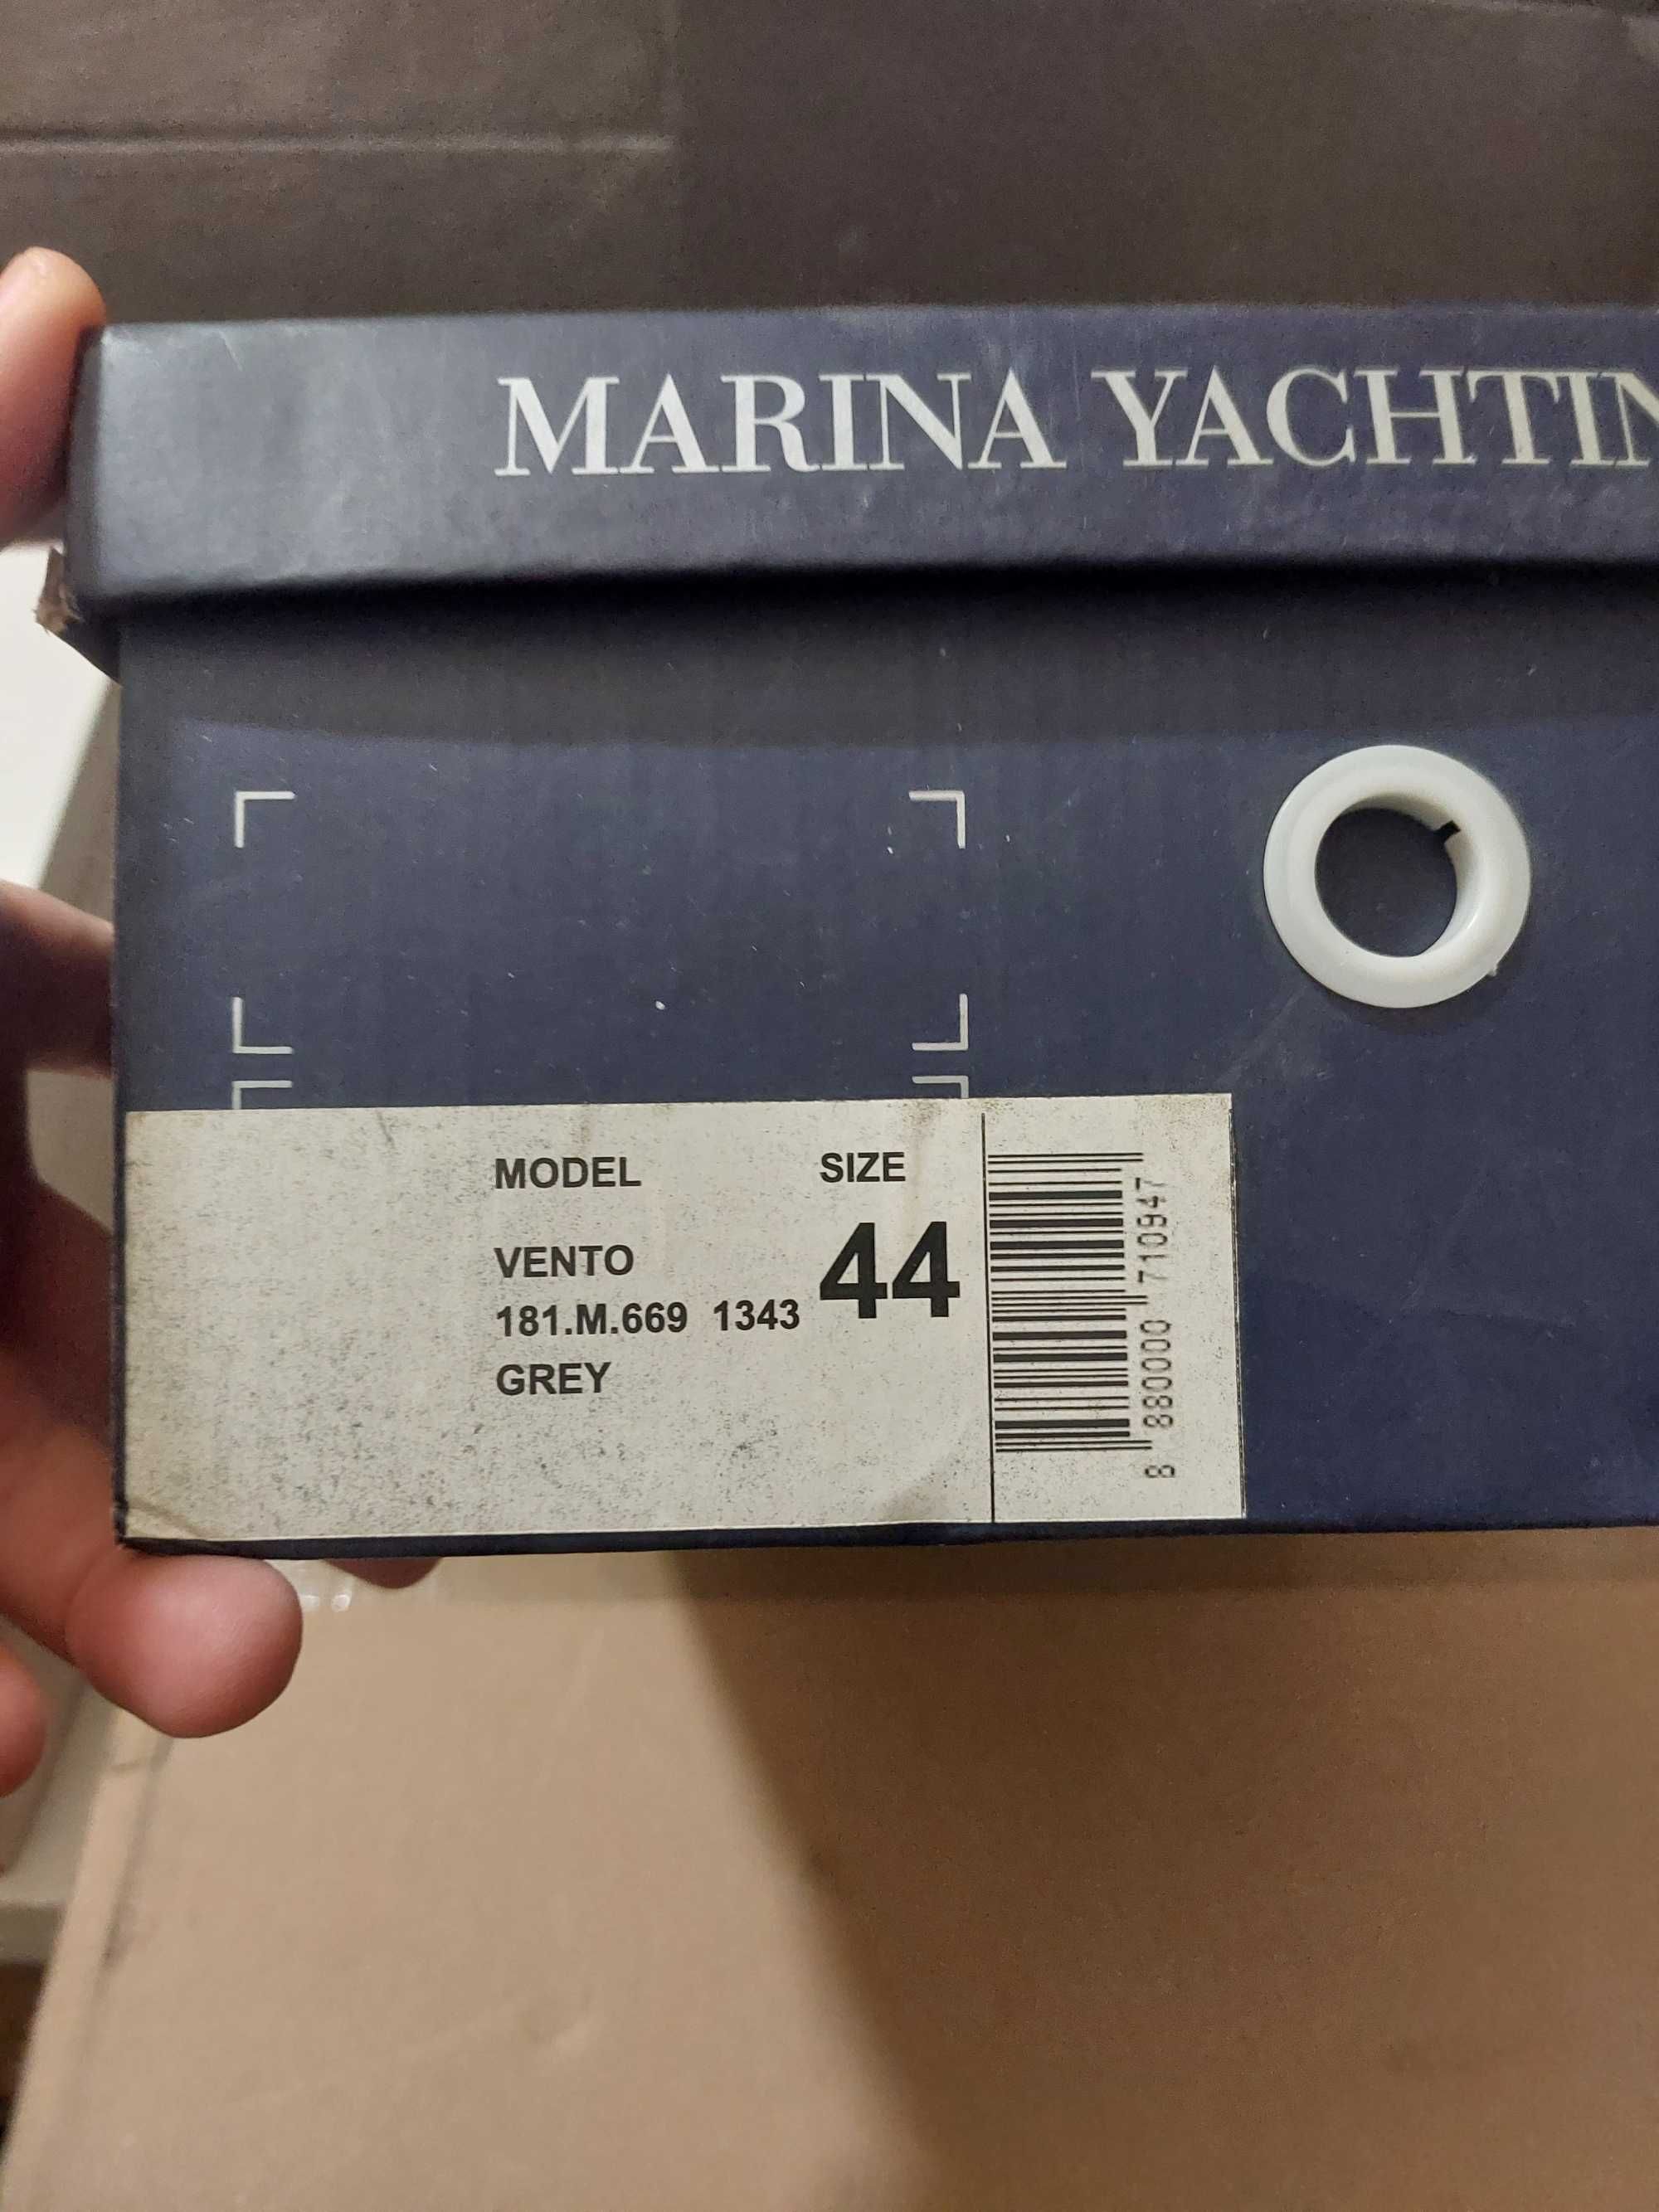 MARINA YACHTIN
MODEL SIZE
VENTO
44
181.M.669 1343
GREY
8 880000 710947